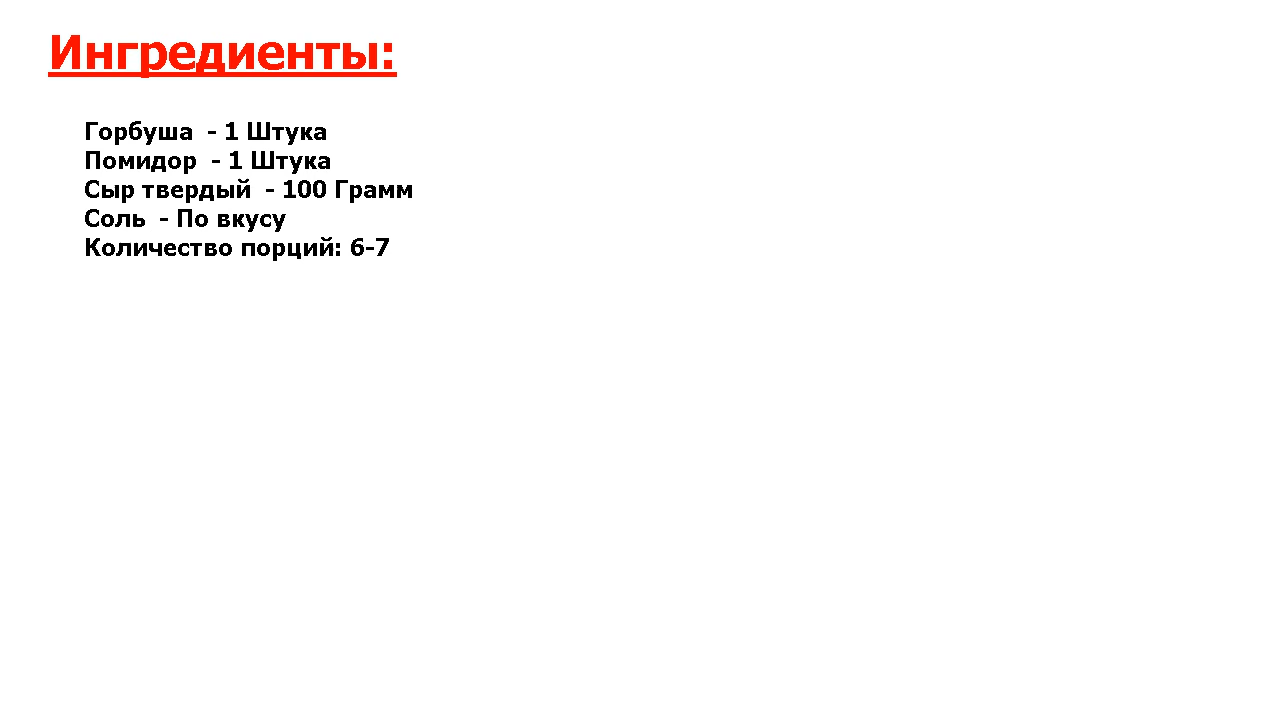 Ингредиенты:
Горбуша  - 1 Штука
Помидор  - 1 Штука
Сыр твердый  - 100 Грамм
Соль  - По вкусу
Количество порций: 6-7